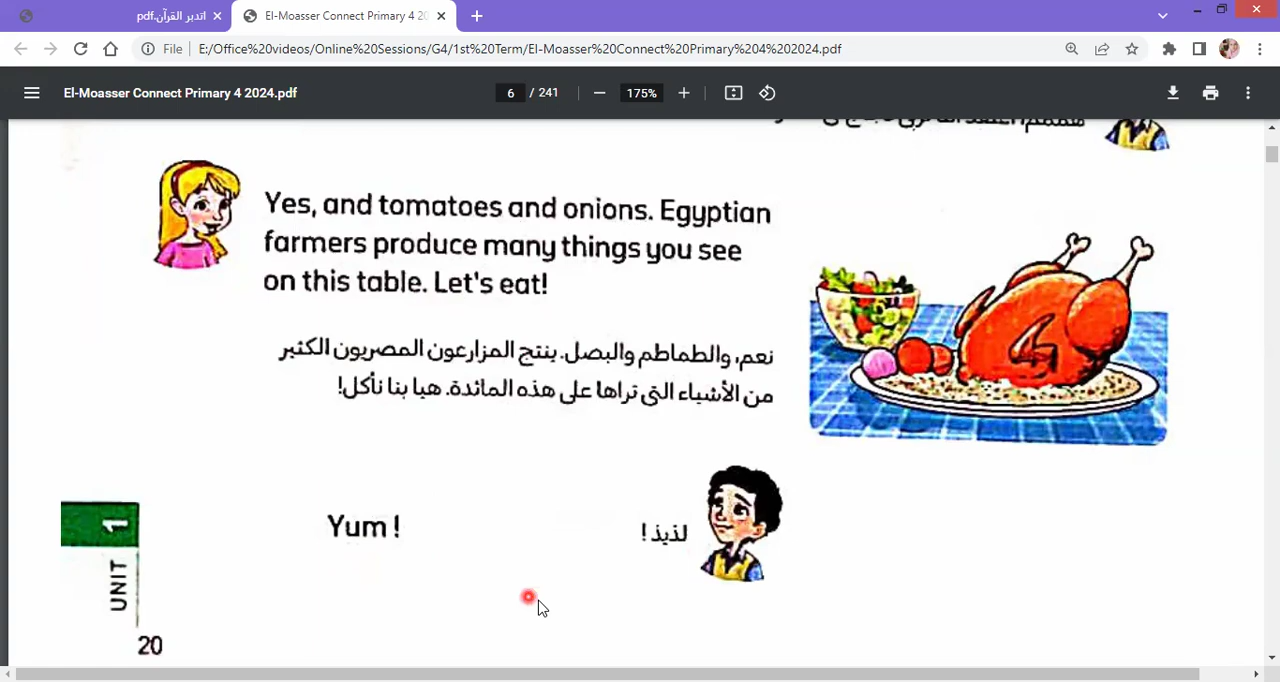 اتدبر القرآن.pdf
El-Moasser Connect Primary 4 20
File
E:/Office%20videos/Online%20Sessions/G4/1st%20Term/El-Moasser%20Connect%20Primary%204%202024.pdf
El-Moasser Connect Primary 4 2024.pdf
6 / 241
175%
Yes, and tomatoes and onions. Egyptian
farmers produce many things you see
on this table. Let's eat!
نعم، والطماطم والبصل. ينتج المزارعون المصريون الكثير
من الأشياء التى تراها على هذه المائدة. هيا بنا نأكل!
Yum !
لذيذ !
UNIT 1
20